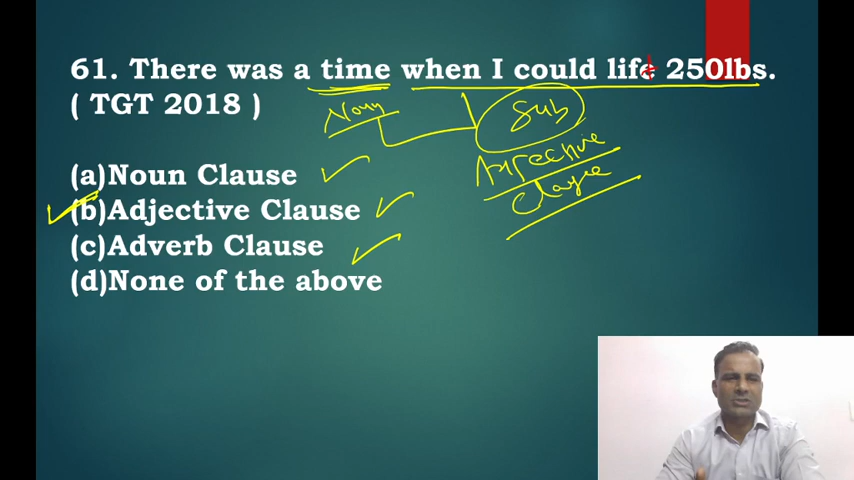 61. There was a time when I could life 250lbs.
( TGT 2018 )
Noun
Sub
Adjective
Clause
(a)Noun Clause
(b)Adjective Clause
(c)Adverb Clause
(d)None of the above